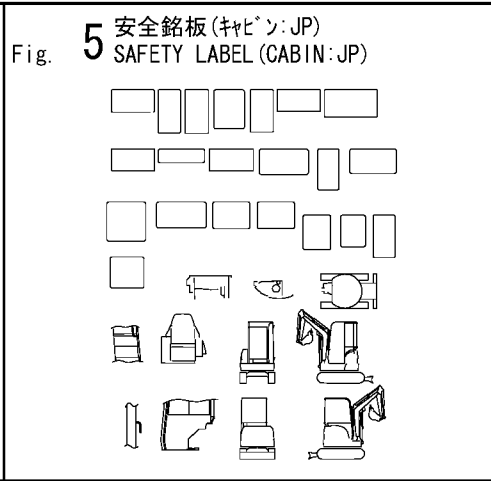 Fig. 5 安全銘板(ｷｬﾋﾞﾝ:JP)
SAFETY LABEL(CABIN:JP)